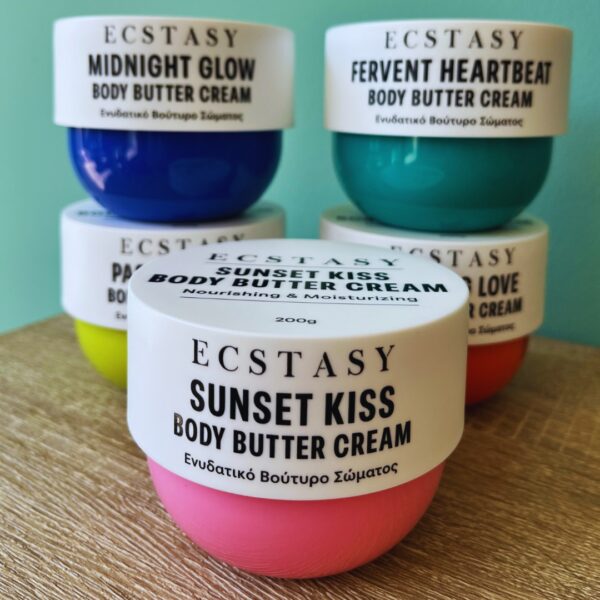 ECSTASY
MIDNIGHT GLOW
BODY BUTTER CREAM
Ενυδατικό Βούτυρο Σώματος
ECSTASY
FERVENT HEARTBEAT
BODY BUTTER CREAM
Ενυδατικό Βούτυρο Σώματος
ECSTASY
LOVE
CREAM
Σώματος
ECSTASY
SUNSET KISS
BODY BUTTER CREAM
Nourishing & Moisturizing
200g
ECSTASY
SUNSET KISS
BODY BUTTER CREAM
Ενυδατικό Βούτυρο Σώματος